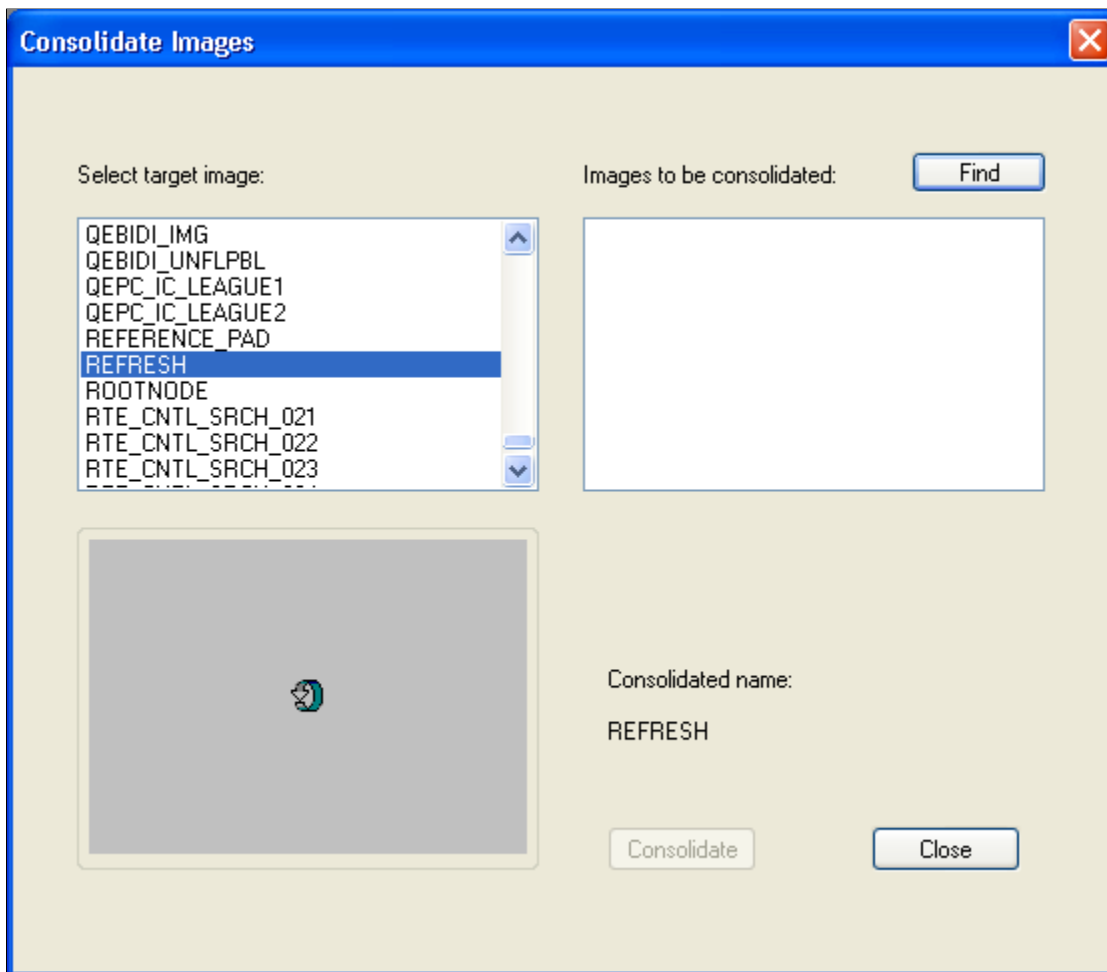 Consolidate Images
Select target image:
Images to be consolidated:
Find
QEBIDI_IMG
QEBIDI_UNFLPBL
QEPC_IC_LEAGUE1
QEPC_IC_LEAGUE2
REFERENCE_PAD
REFRESH
ROOTNODE
RTE_CNTL_SRCH_021
RTE_CNTL_SRCH_022
RTE_CNTL_SRCH_023
Consolidated name:
REFRESH
Consolidate
Close